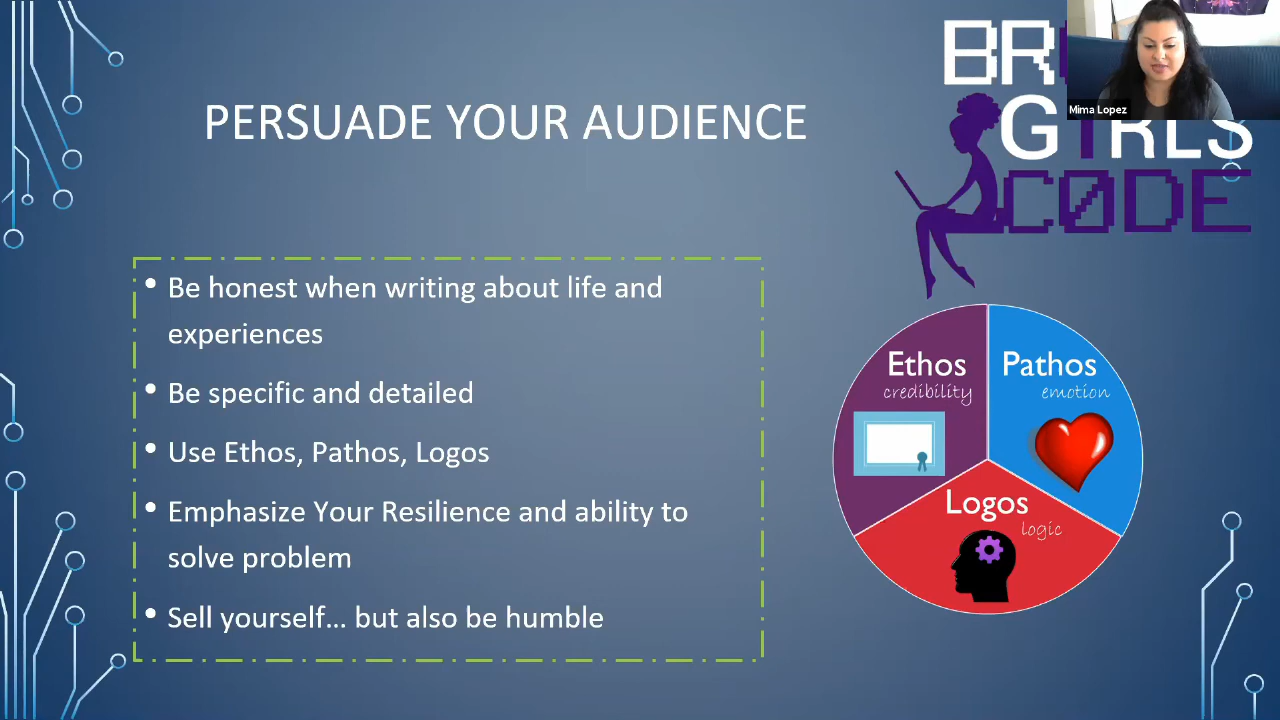 PERSUADE YOUR AUDIENCE
Mima Lopez
GIRLS
CODE
• Be honest when writing about life and
experiences
• Be specific and detailed
• Use Ethos, Pathos, Logos
• Emphasize Your Resilience and ability to
solve problem
• Sell yourself... but also be humble
Ethos
credibility
Pathos
emotion
Logos
logic